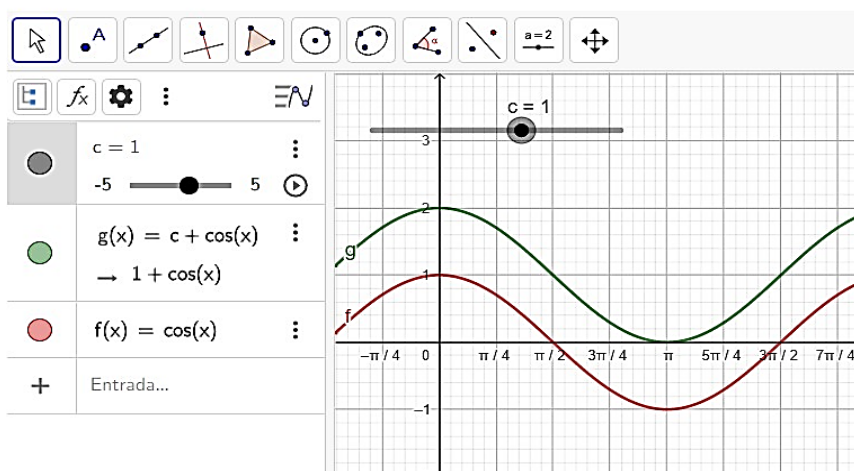 A
α
a = 2
fx
c = 1
-5
5
g(x) = c + cos(x)
→ 1 + cos(x)
f(x) = cos(x)
+
Entrada...
c = 1
3
2
g
1
f
−π / 4
0
π / 4
π / 2
3π / 4
π
5π / 4
3π / 2
7π / 4
−1